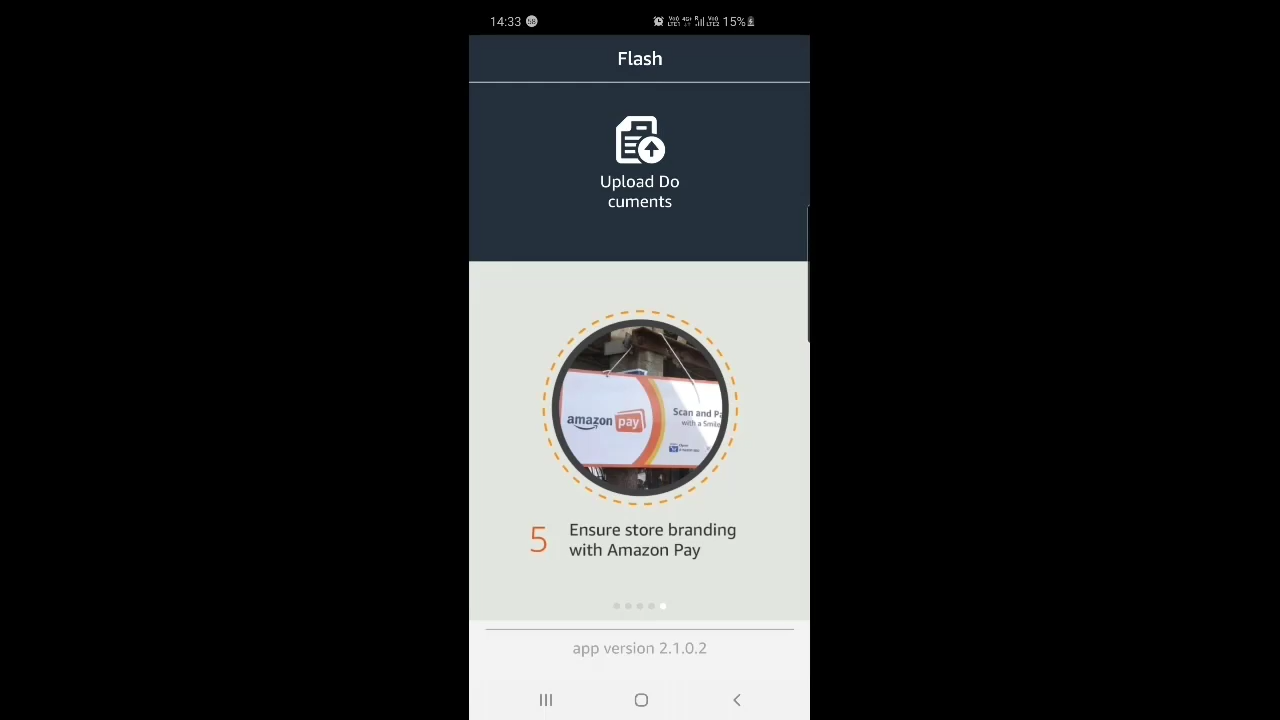 14:33
15%
Flash
Upload Do
cuments
amazon pay
Scan and Pa
with a Smile
5
Ensure store branding
with Amazon Pay
app version 2.1.0.2